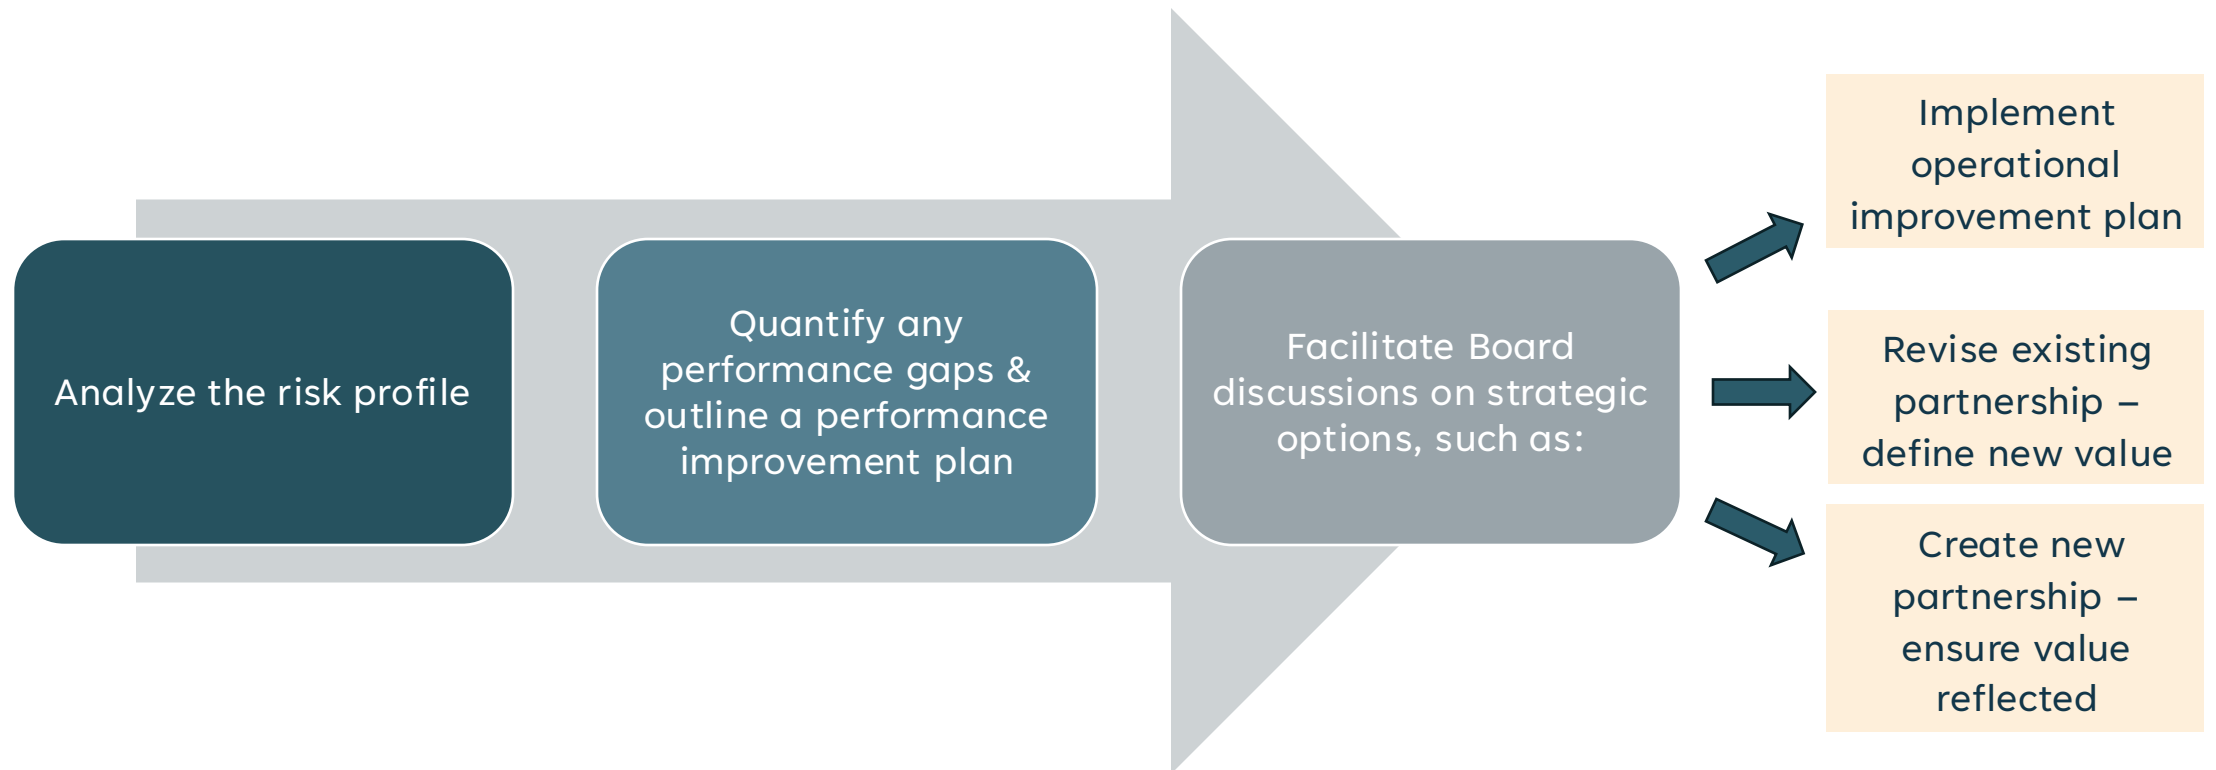 Analyze the risk profile
Quantify any
performance gaps &
outline a performance
improvement plan
Facilitate Board
discussions on strategic
options, such as:
Implement
operational
improvement plan
Revise existing
partnership –
define new value
Create new
partnership –
ensure value
reflected